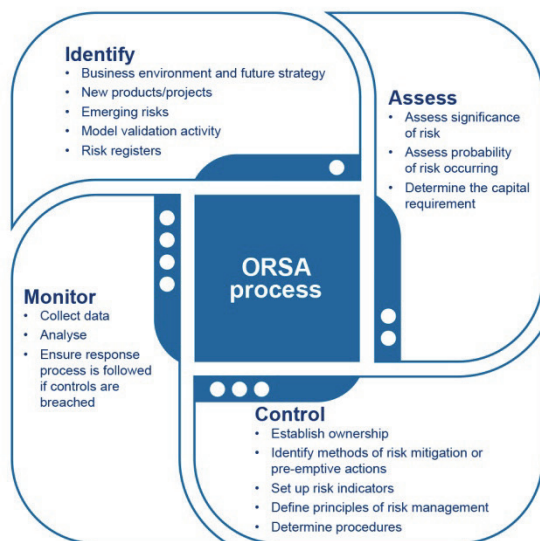 Identify
• Business environment and future strategy
• New products/projects
• Emerging risks
• Model validation activity
• Risk registers
Assess
• Assess significance
of risk
• Assess probability
of risk occurring
• Determine the capital
requirement
ORSA
process
Monitor
• Collect data
• Analyse
• Ensure response
process is followed
if controls are
breached
Control
• Establish ownership
• Identify methods of risk mitigation or
pre-emptive actions
• Set up risk indicators
• Define principles of risk management
• Determine procedures